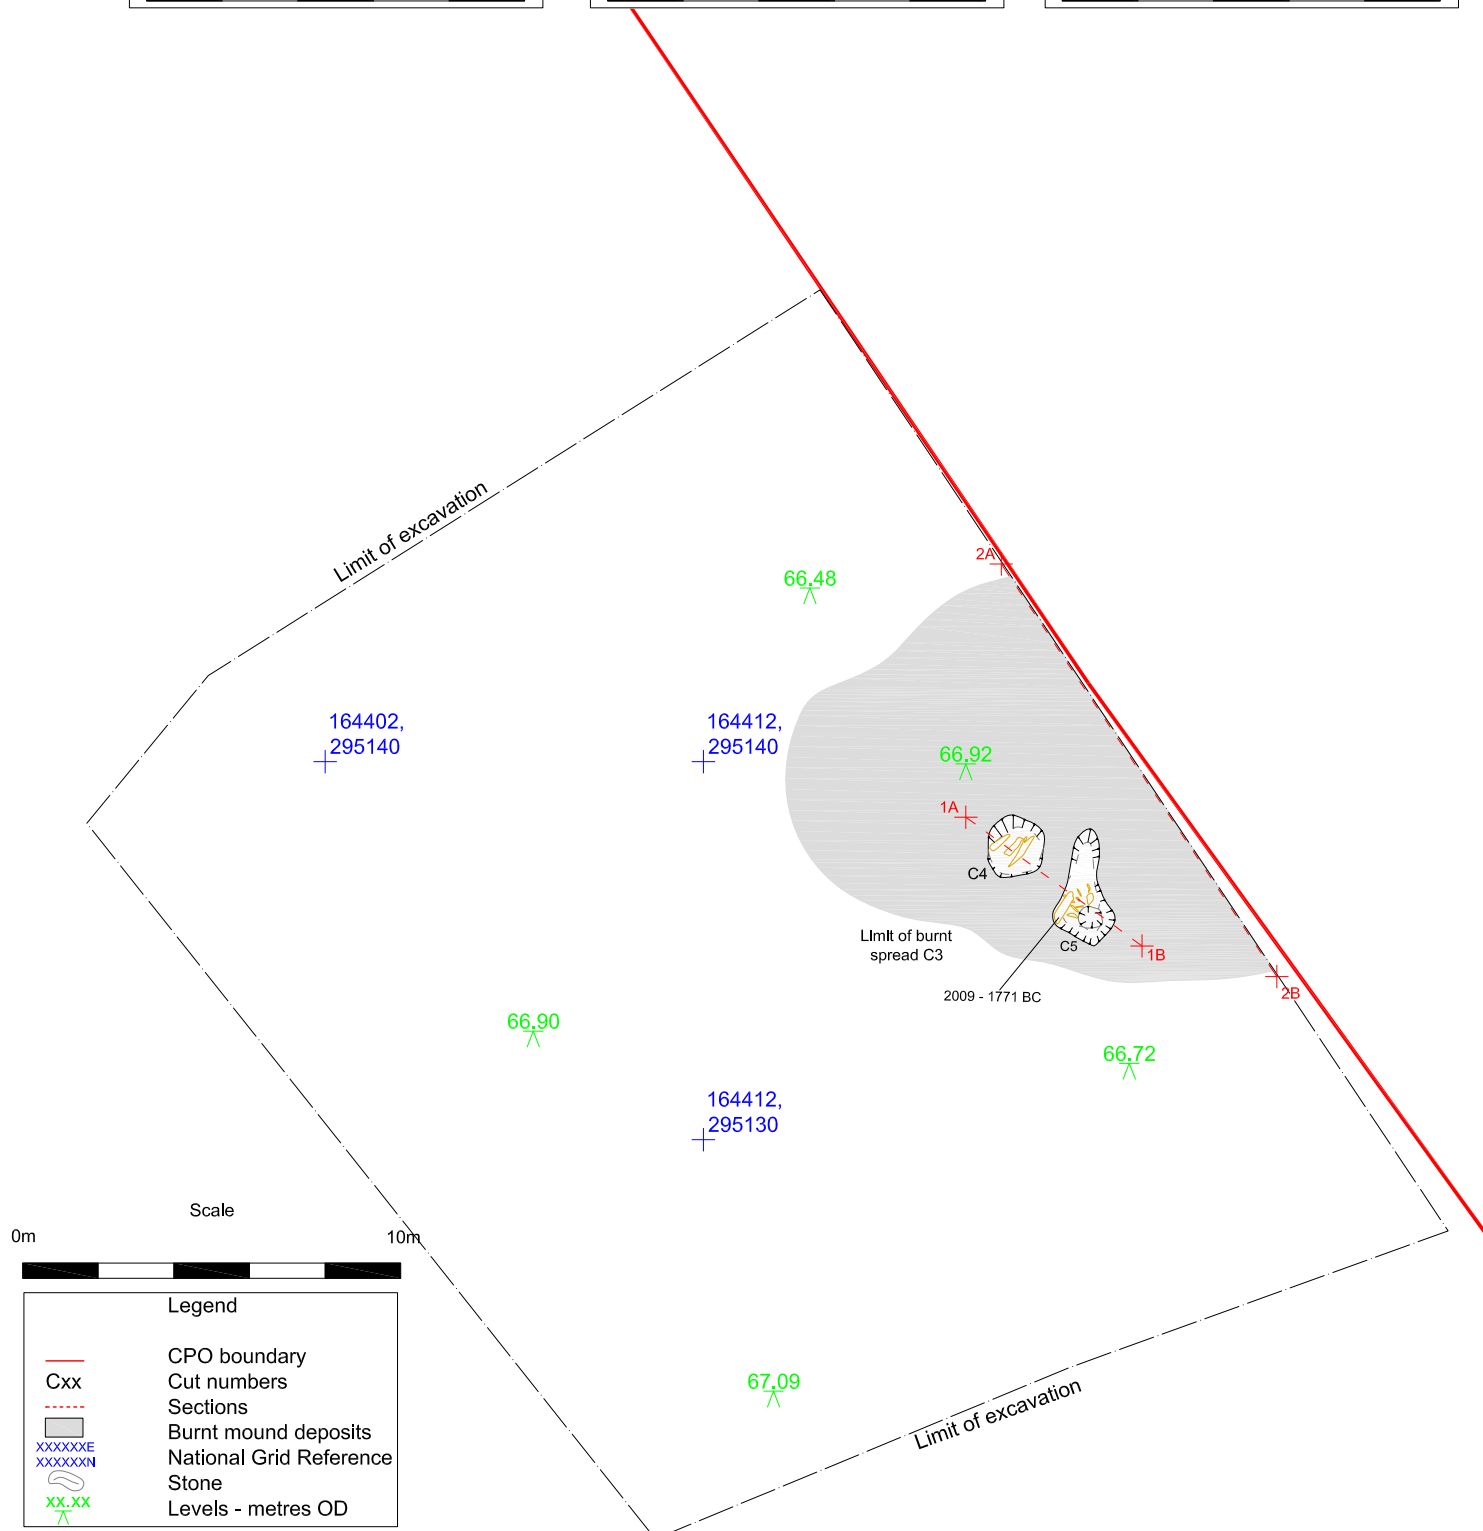 Limit of excavation
2A
66.48
164402,
295140
164412,
295140
66.92
1A
C4
Limit of burnt
spread C3
C5
1B
2009 - 1771 BC
2B
66.90
66.72
164412,
295130
Scale
0m
10m
67.09
Limit of excavation
Legend
CPO boundary
Cxx
Cut numbers
Sections
Burnt mound deposits
XXXXXXE
XXXXXXN
National Grid Reference
Stone
XX.XX
Levels - metres OD